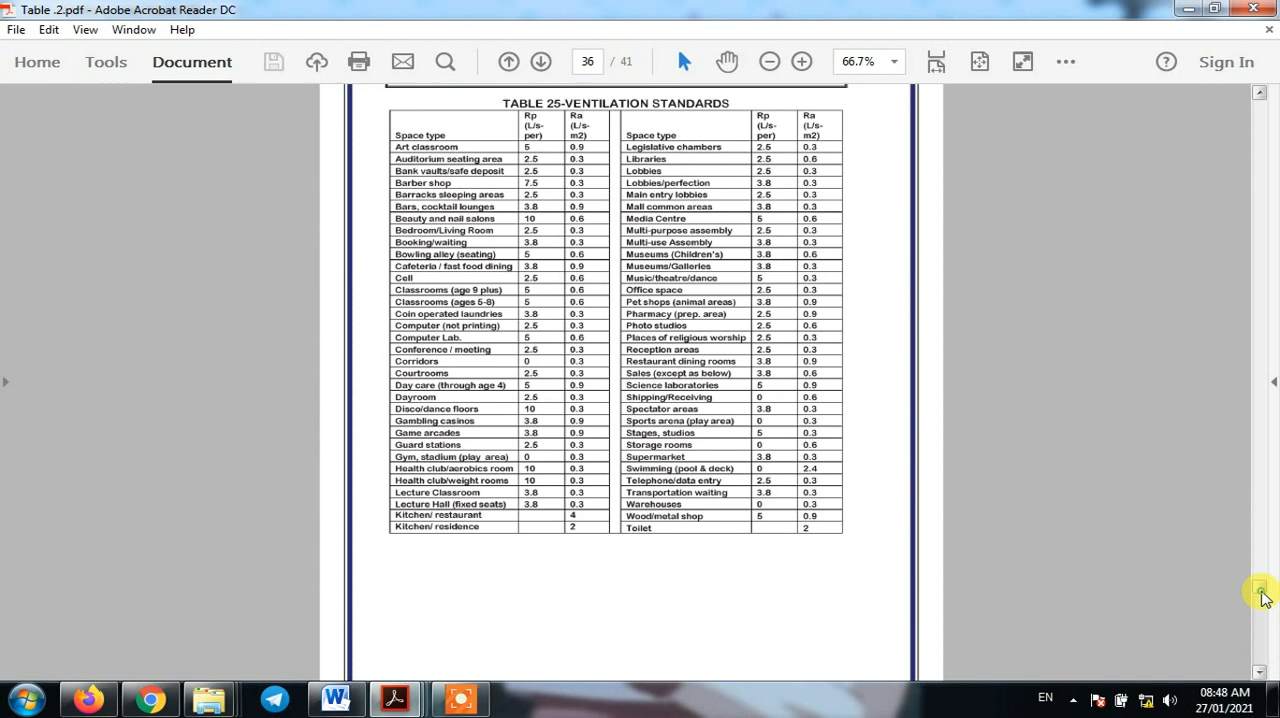 Table .2.pdf - Adobe Acrobat Reader DC
File Edit View Window Help
Home Tools Document 36 / 41 66.7% Sign In
TABLE 25-VENTILATION STANDARDS
Space type Rp (L/s-per) Ra (L/s-m2) Space type Rp (L/s-per) Ra (L/s-m2)
Art classroom 5 0.9 Legislative chambers 2.5 0.3
Auditorium seating area 2.5 0.3 Libraries 2.5 0.6
Bank vaults/safe deposit 2.5 0.3 Lobbies 2.5 0.3
Barber shop 7.5 0.3 Lobbies/perfection 3.8 0.3
Barracks sleeping areas 2.5 0.3 Main entry lobbies 2.5 0.3
Bars, cocktail lounges 3.8 0.9 Mall common areas 3.8 0.3
Beauty and nail salons 10 0.6 Media Centre 5 0.6
Bedroom/Living Room 2.5 0.3 Multi-purpose assembly 2.5 0.3
Booking/waiting 3.8 0.3 Multi-use Assembly 3.8 0.3
Bowling alley (seating) 5 0.6 Museums (Children's) 3.8 0.6
Cafeteria / fast food dining 3.8 0.9 Museums/Galleries 3.8 0.3
Cell 2.5 0.6 Music/theatre/dance 5 0.3
Classrooms (age 9 plus) 5 0.6 Office space 2.5 0.3
Classrooms (ages 5-8) 5 0.6 Pet shops (animal areas) 3.8 0.9
Coin operated laundries 3.8 0.3 Pharmacy (prep. area) 2.5 0.9
Computer (not printing) 2.5 0.3 Photo studios 2.5 0.6
Computer Lab. 5 0.6 Places of religious worship 2.5 0.3
Conference / meeting 2.5 0.3 Reception areas 2.5 0.3
Corridors 0 0.3 Restaurant dining rooms 3.8 0.9
Courtrooms 2.5 0.3 Sales (except as below) 3.8 0.6
Day care (through age 4) 5 0.9 Science laboratories 5 0.9
Dayroom 2.5 0.3 Shipping/Receiving 0 0.6
Disco/dance floors 10 0.3 Spectator areas 3.8 0.3
Gambling casinos 3.8 0.9 Sports arena (play area) 0 0.3
Game arcades 3.8 0.9 Stages, studios 5 0.3
Guard stations 2.5 0.3 Storage rooms 0 0.6
Gym, stadium (play area) 0 0.3 Supermarket 3.8 0.3
Health club/aerobics room 10 0.3 Swimming (pool & deck) 0 2.4
Health club/weight rooms 10 0.3 Telephone/data entry 2.5 0.3
Lecture Classroom 3.8 0.3 Transportation waiting 3.8 0.3
Lecture Hall (fixed seats) 3.8 0.3 Warehouses 0 0.3
Kitchen/ restaurant 4 Wood/metal shop 5 0.9
Kitchen/ residence 2 Toilet 2
EN 08:48 AM
27/01/2021